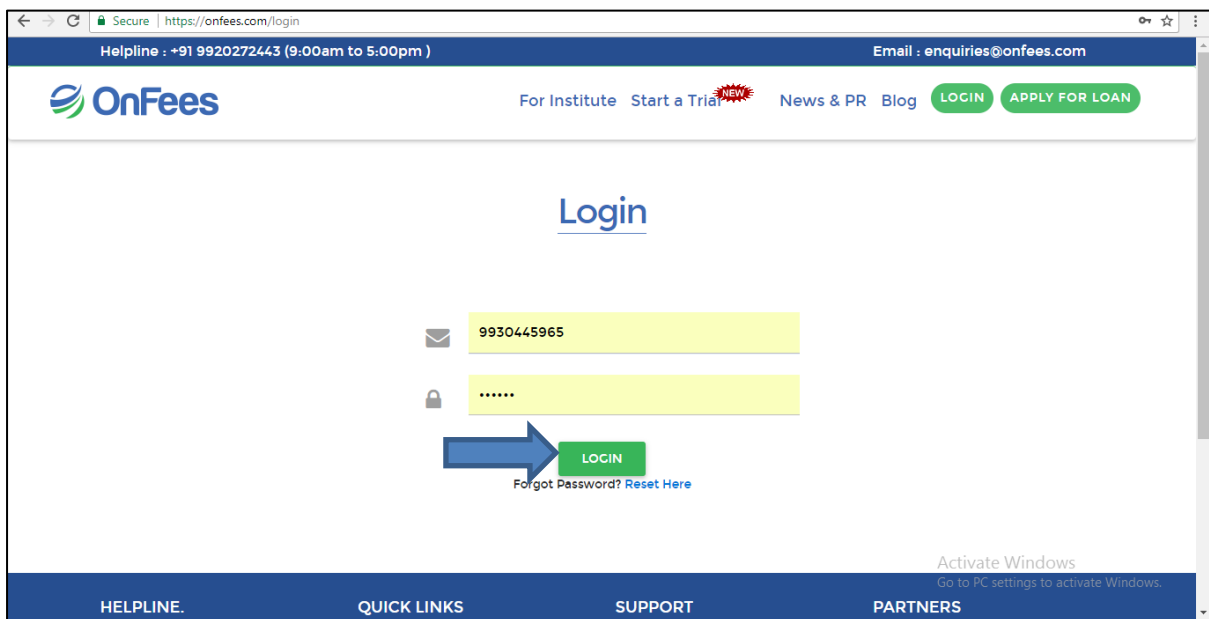 Secure | https://onfees.com/login
Helpline : +91 9920272443 (9:00am to 5:00pm )    Email : enquiries@onfees.com
OnFees    For Institute    Start a Trial    NEW    News & PR    Blog    LOGIN    APPLY FOR LOAN
Login
9930445965
••••••
LOGIN
Forgot Password? Reset Here
Activate Windows
Go to PC settings to activate Windows.
HELPLINE.    QUICK LINKS    SUPPORT    PARTNERS